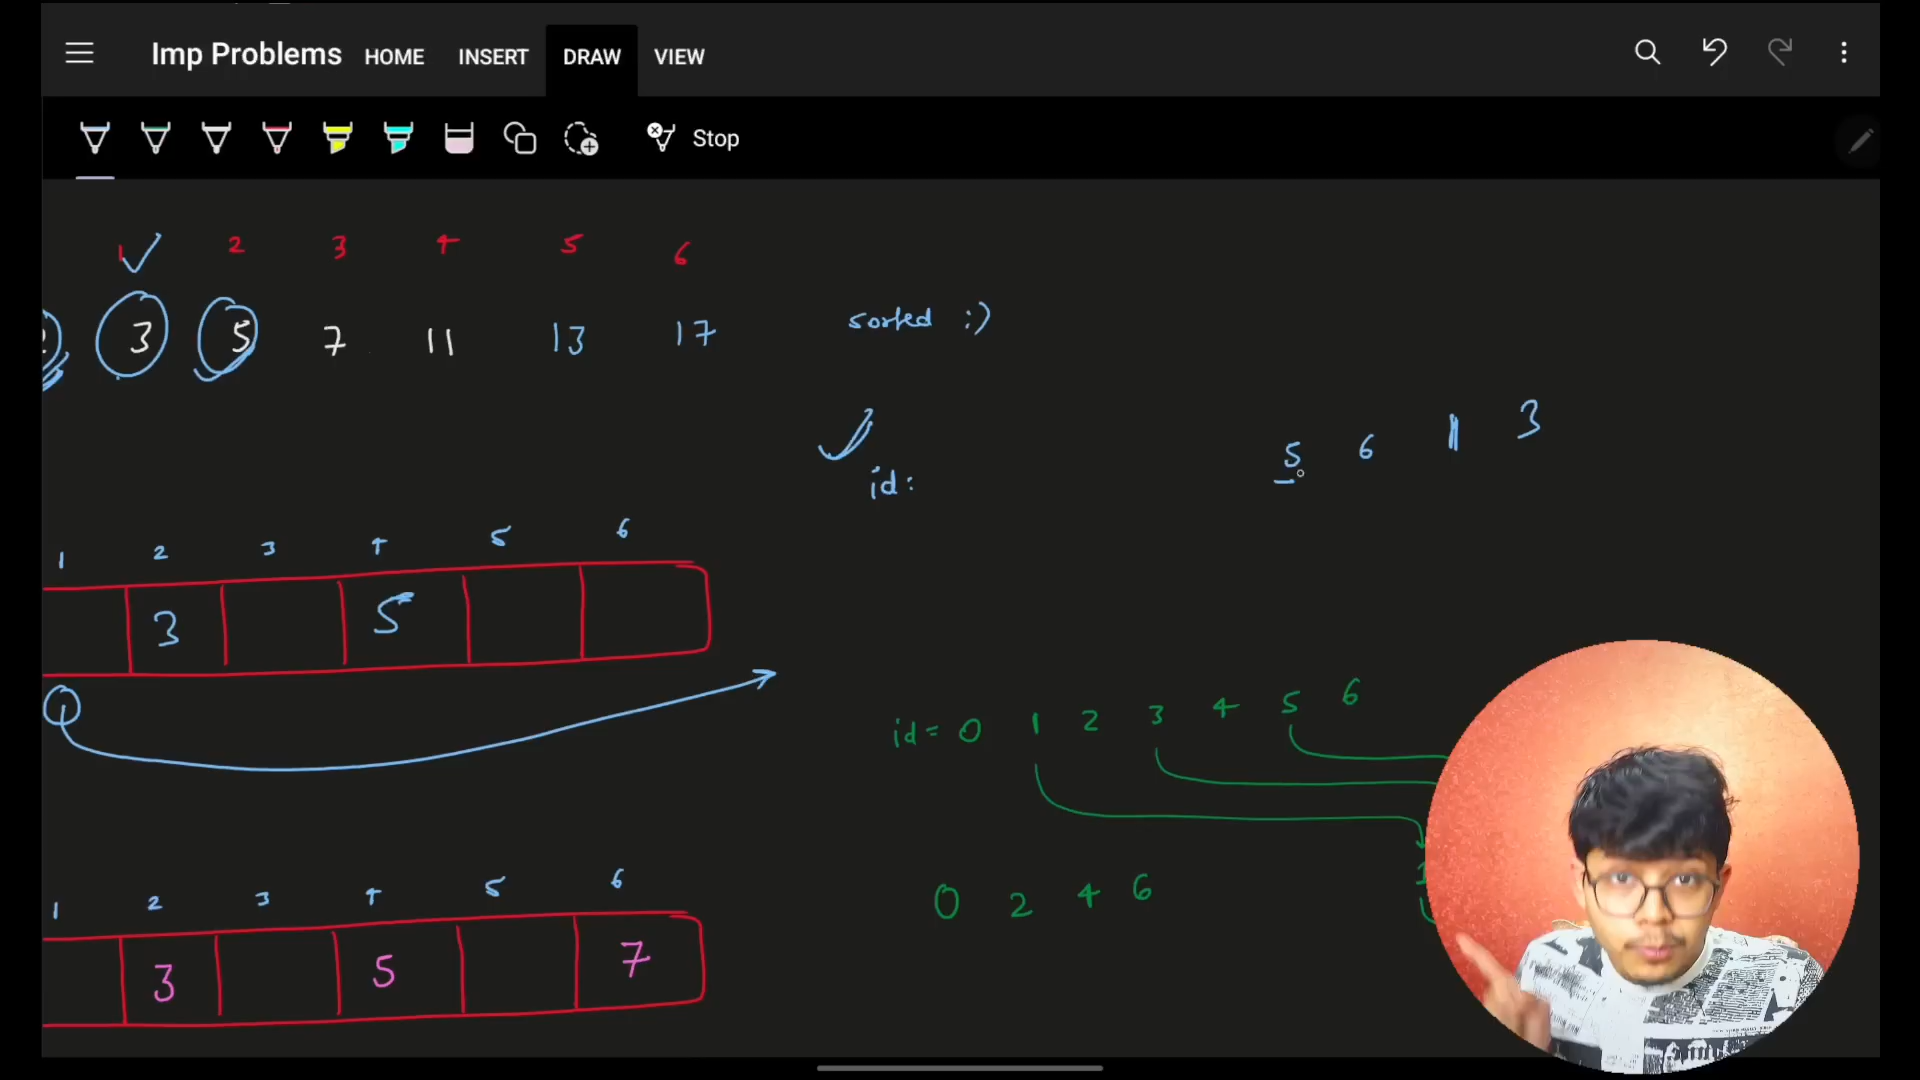 Imp Problems HOME INSERT DRAW VIEW
Stop
1 2 3 4 5 6
3 5 7 11 13 17 sorted :)
5 6 1 3
id:
1 2 3 4 5 6
3 5
id = 0 1 2 3 4 5 6
1 2 3 4 5 6
0 2 4 6
3 5 7